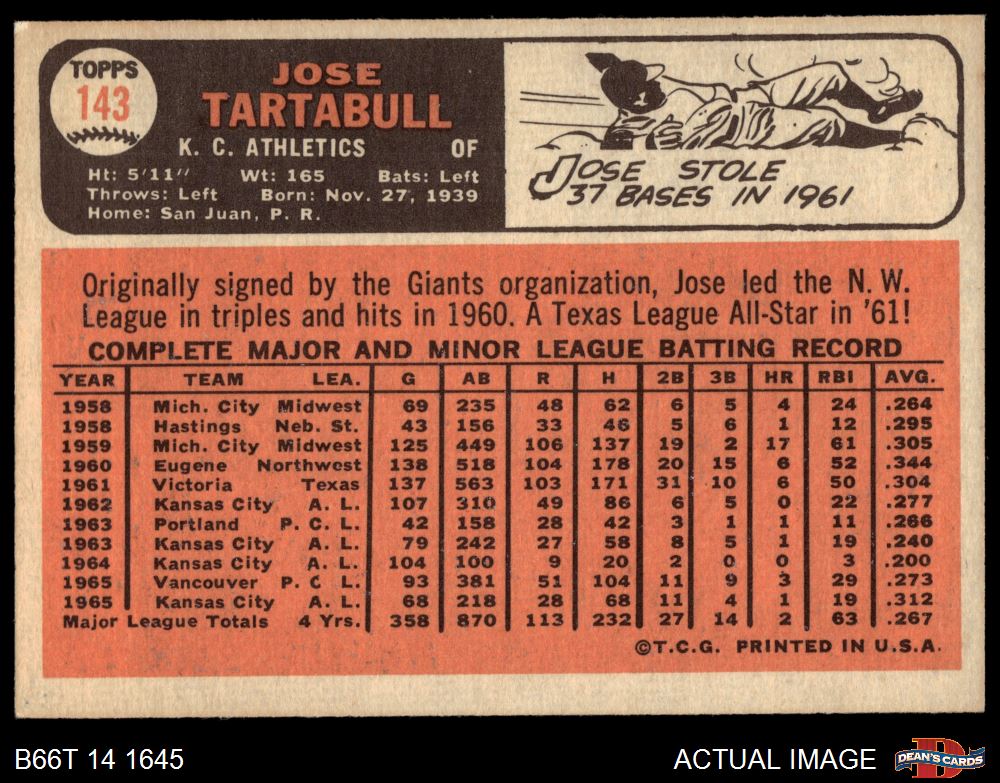 TOPPS
143
JOSE
TARTABULL
K. C. ATHLETICS OF
Ht: 5'11" Wt: 165 Bats: Left
Throws: Left Born: Nov. 27, 1939
Home: San Juan, P. R.
JOSE STOLE
37 BASES IN 1961
Originally signed by the Giants organization, Jose led the N. W.
League in triples and hits in 1960. A Texas League All-Star in '61!
COMPLETE MAJOR AND MINOR LEAGUE BATTING RECORD
YEAR TEAM LEA. G AB R H 2B 3B HR RBI AVG.
1958 Mich. City Midwest 69 235 48 62 6 5 4 24 .264
1958 Hastings Neb. St. 43 156 33 46 5 6 1 12 .295
1959 Mich. City Midwest 125 449 106 137 19 2 17 61 .305
1960 Eugene Northwest 138 518 104 178 20 15 6 52 .344
1961 Victoria Texas 137 563 103 171 31 10 6 50 .304
1962 Kansas City A. L. 107 310 49 86 6 5 0 22 .277
1963 Portland P. C. L. 42 158 28 42 3 1 1 11 .266
1963 Kansas City A. L. 79 242 27 58 8 5 1 19 .240
1964 Kansas City A. L. 104 100 9 20 2 0 0 3 .200
1965 Vancouver P. C L. 93 381 51 104 11 9 3 29 .273
1965 Kansas City A. L. 68 218 28 68 11 4 1 19 .312
Major League Totals 4 Yrs. 358 870 113 232 27 14 2 63 .267
©T.C.G. PRINTED IN U.S.A.
B66T 14 1645 ACTUAL IMAGE D DEAN'S CARDS